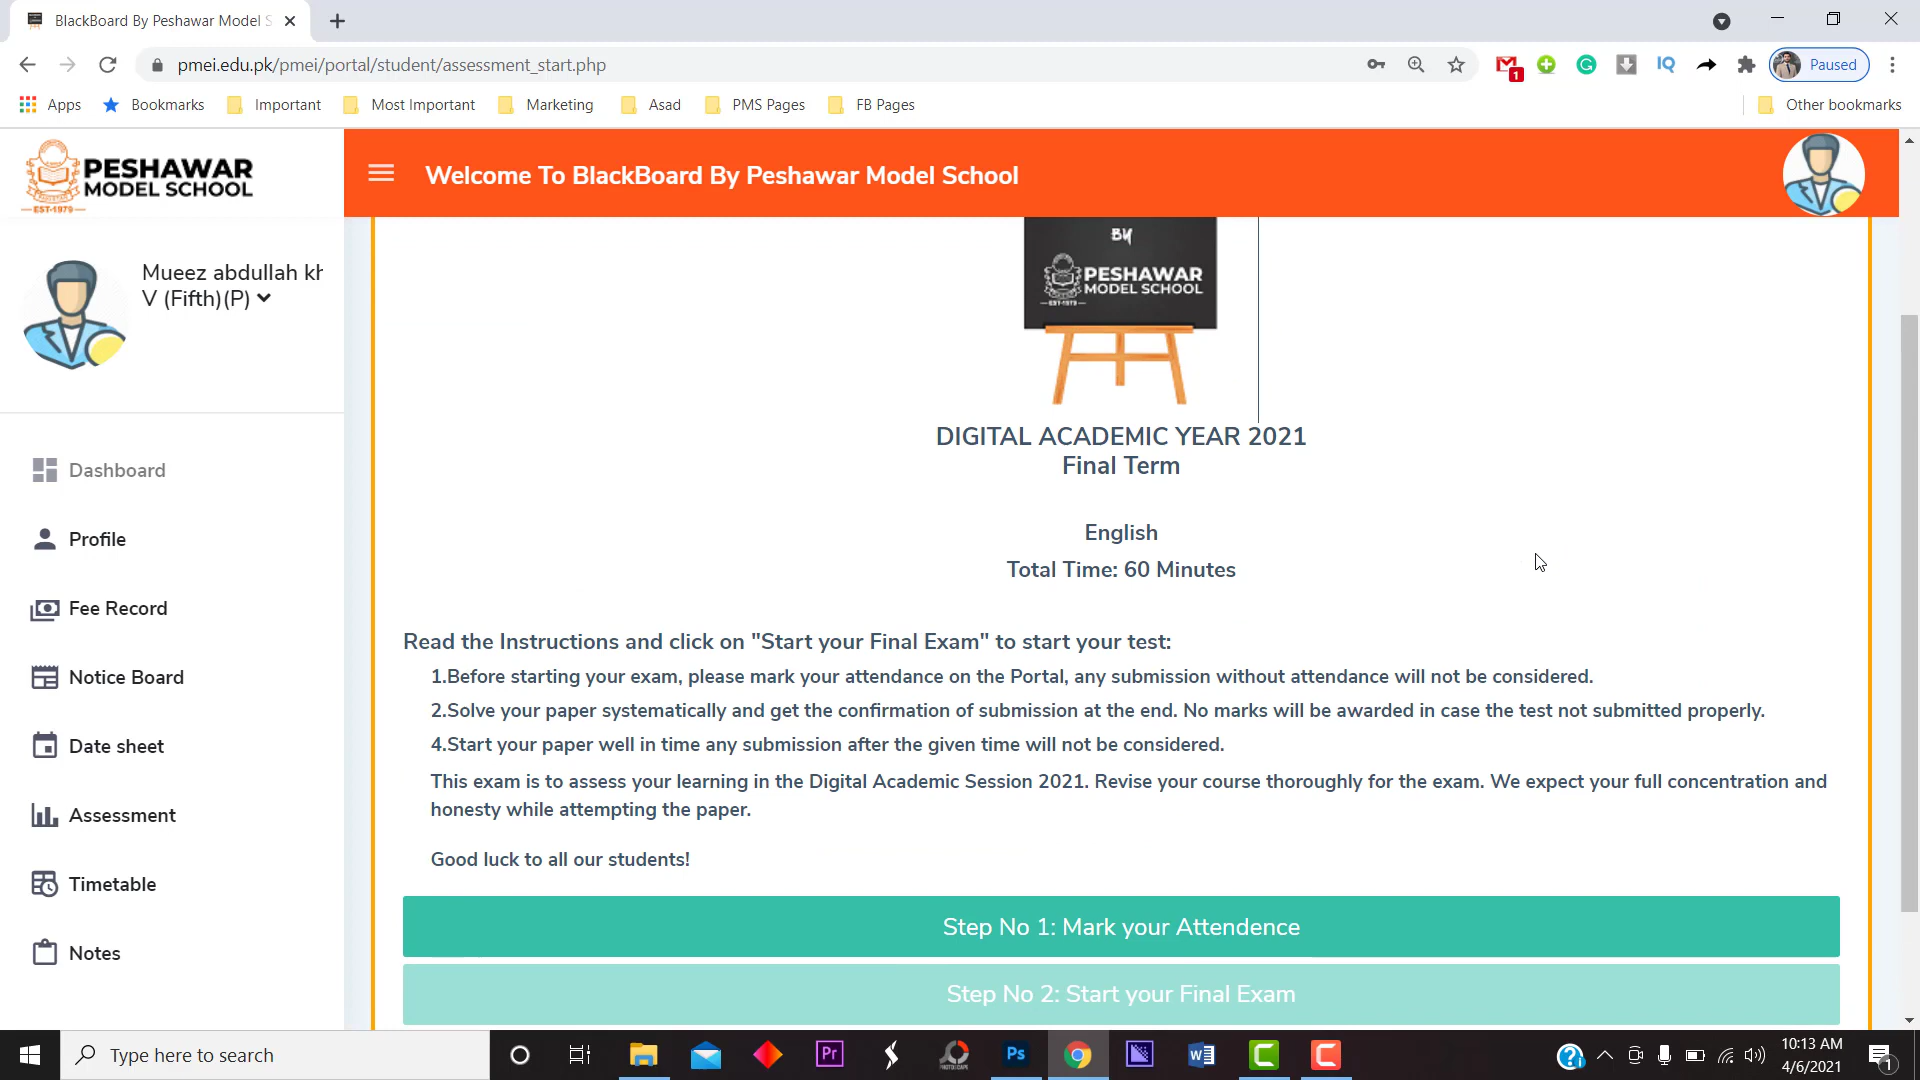 BlackBoard By Peshawar Model S
pmei.edu.pk/pmei/portal/student/assessment_start.php
1
IQ
Paused
Apps
Bookmarks
Important
Most Important
Marketing
Asad
PMS Pages
FB Pages
Other bookmarks
PESHAWAR
MODEL SCHOOL
EST-1979
Welcome To BlackBoard By Peshawar Model School
Mueez abdullah kh
V (Fifth)(P)
Dashboard
Profile
Fee Record
Notice Board
Date sheet
Assessment
Timetable
Notes
BY
PESHAWAR
MODEL SCHOOL
EST-1979
DIGITAL ACADEMIC YEAR 2021
Final Term
English
Total Time: 60 Minutes
Read the Instructions and click on "Start your Final Exam" to start your test:
1.Before starting your exam, please mark your attendance on the Portal, any submission without attendance will not be considered.
2.Solve your paper systematically and get the confirmation of submission at the end. No marks will be awarded in case the test not submitted properly.
4.Start your paper well in time any submission after the given time will not be considered.
This exam is to assess your learning in the Digital Academic Session 2021. Revise your course thoroughly for the exam. We expect your full concentration and
honesty while attempting the paper.
Good luck to all our students!
Step No 1: Mark your Attendence
Step No 2: Start your Final Exam
Type here to search
Pr
Ps
10:13 AM
4/6/2021
1